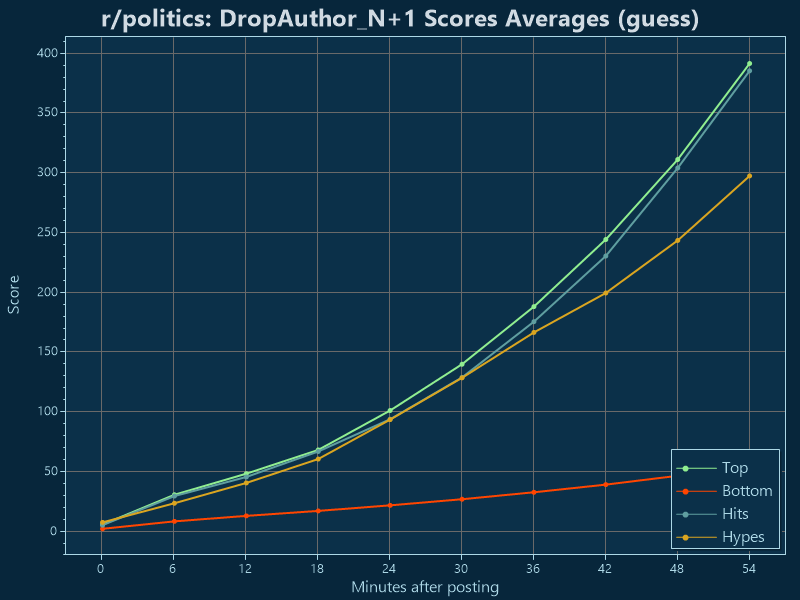 r/politics: DropAuthor_N+1 Scores Averages (guess)
400
350
300
250
200
150
100
50
0
Score
0 6 12 18 24 30 36 42 48 54
Minutes after posting
Top
Bottom
Hits
Hypes